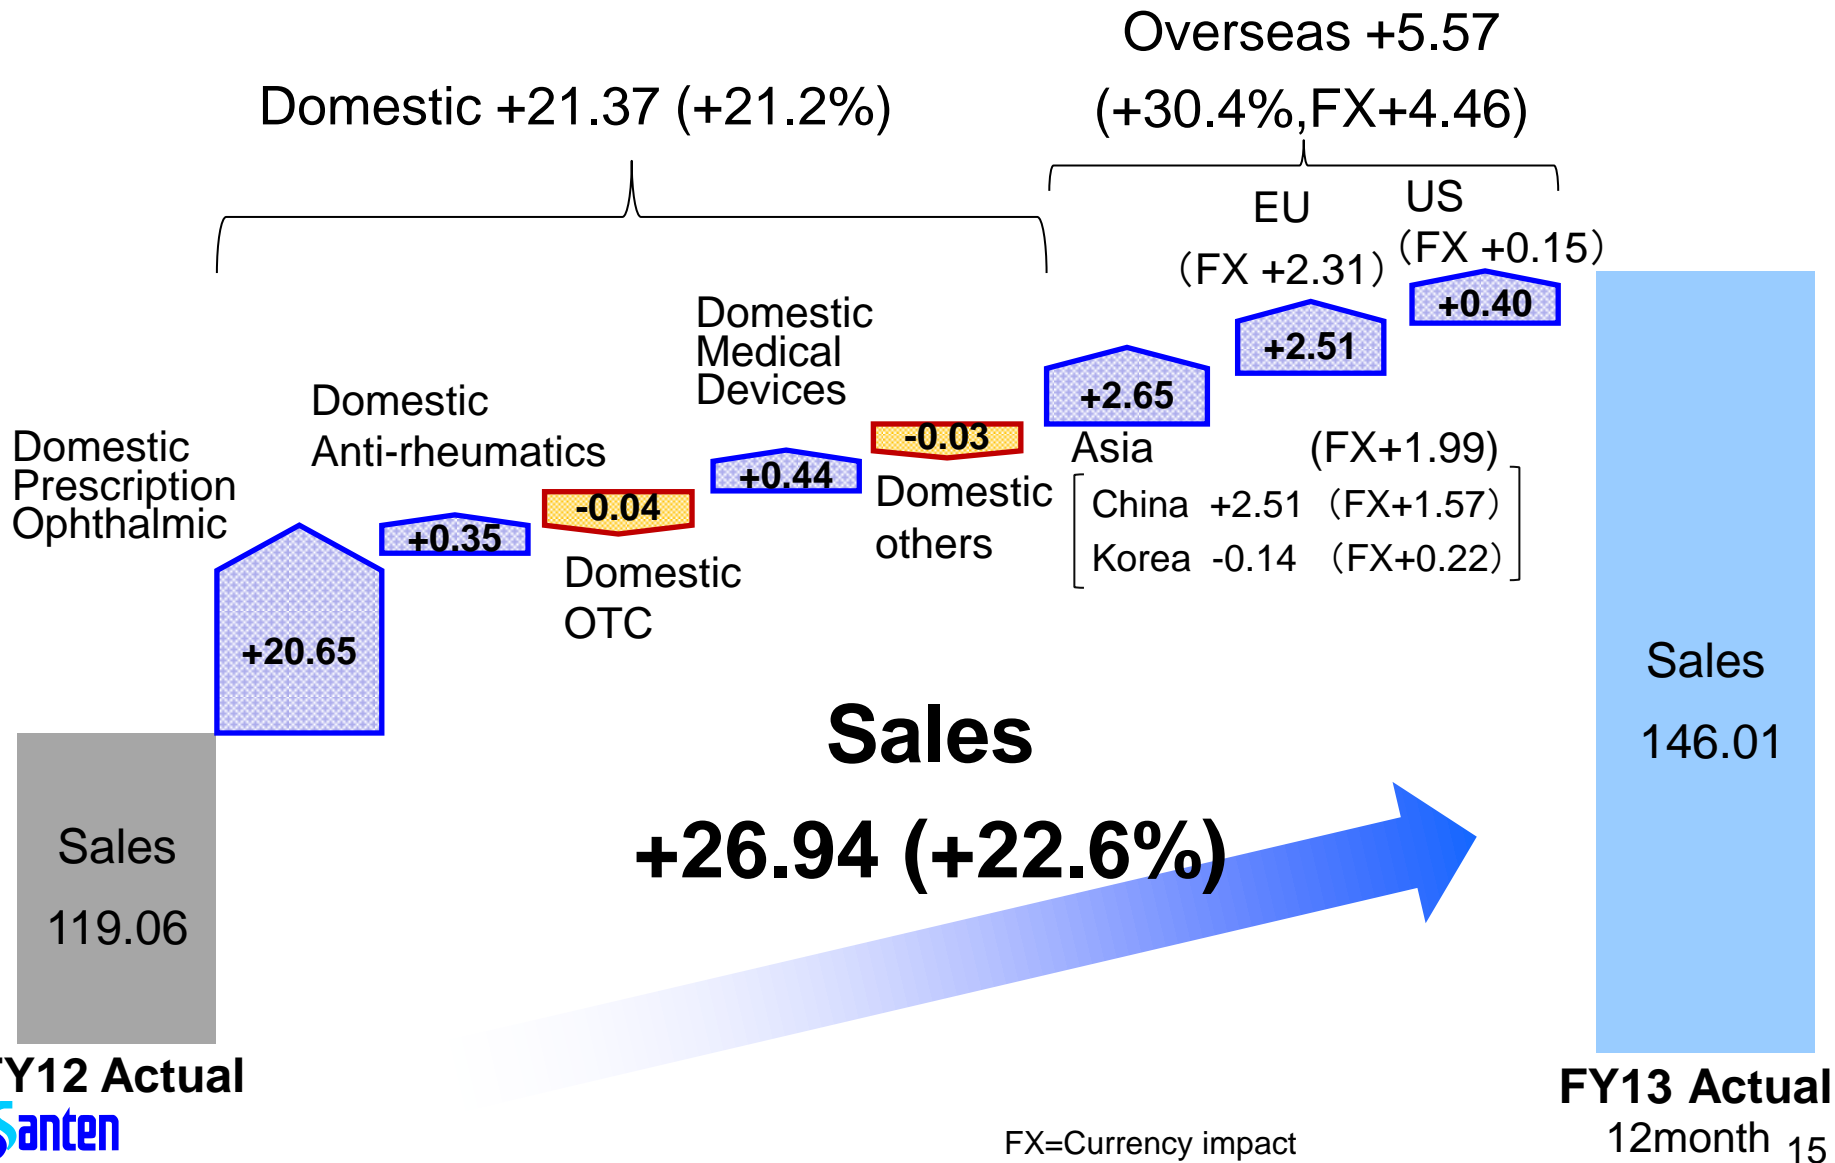 Overseas +5.57
(+30.4%,FX+4.46)
Domestic +21.37 (+21.2%)
EU
（FX +2.31）
US
（FX +0.15）
Domestic
Prescription
Ophthalmic
+20.65
Domestic
Anti-rheumatics
+0.35
-0.04
Domestic
OTC
Domestic
Medical
Devices
+0.44
-0.03
Domestic
others
+2.65
+2.51
+0.40
Asia (FX+1.99)
China +2.51 （FX+1.57）
Korea -0.14 （FX+0.22）
Sales
+26.94 (+22.6%)
Sales
119.06
Sales
146.01
FY12 Actual
Santen
FX=Currency impact
FY13 Actual
12month
15